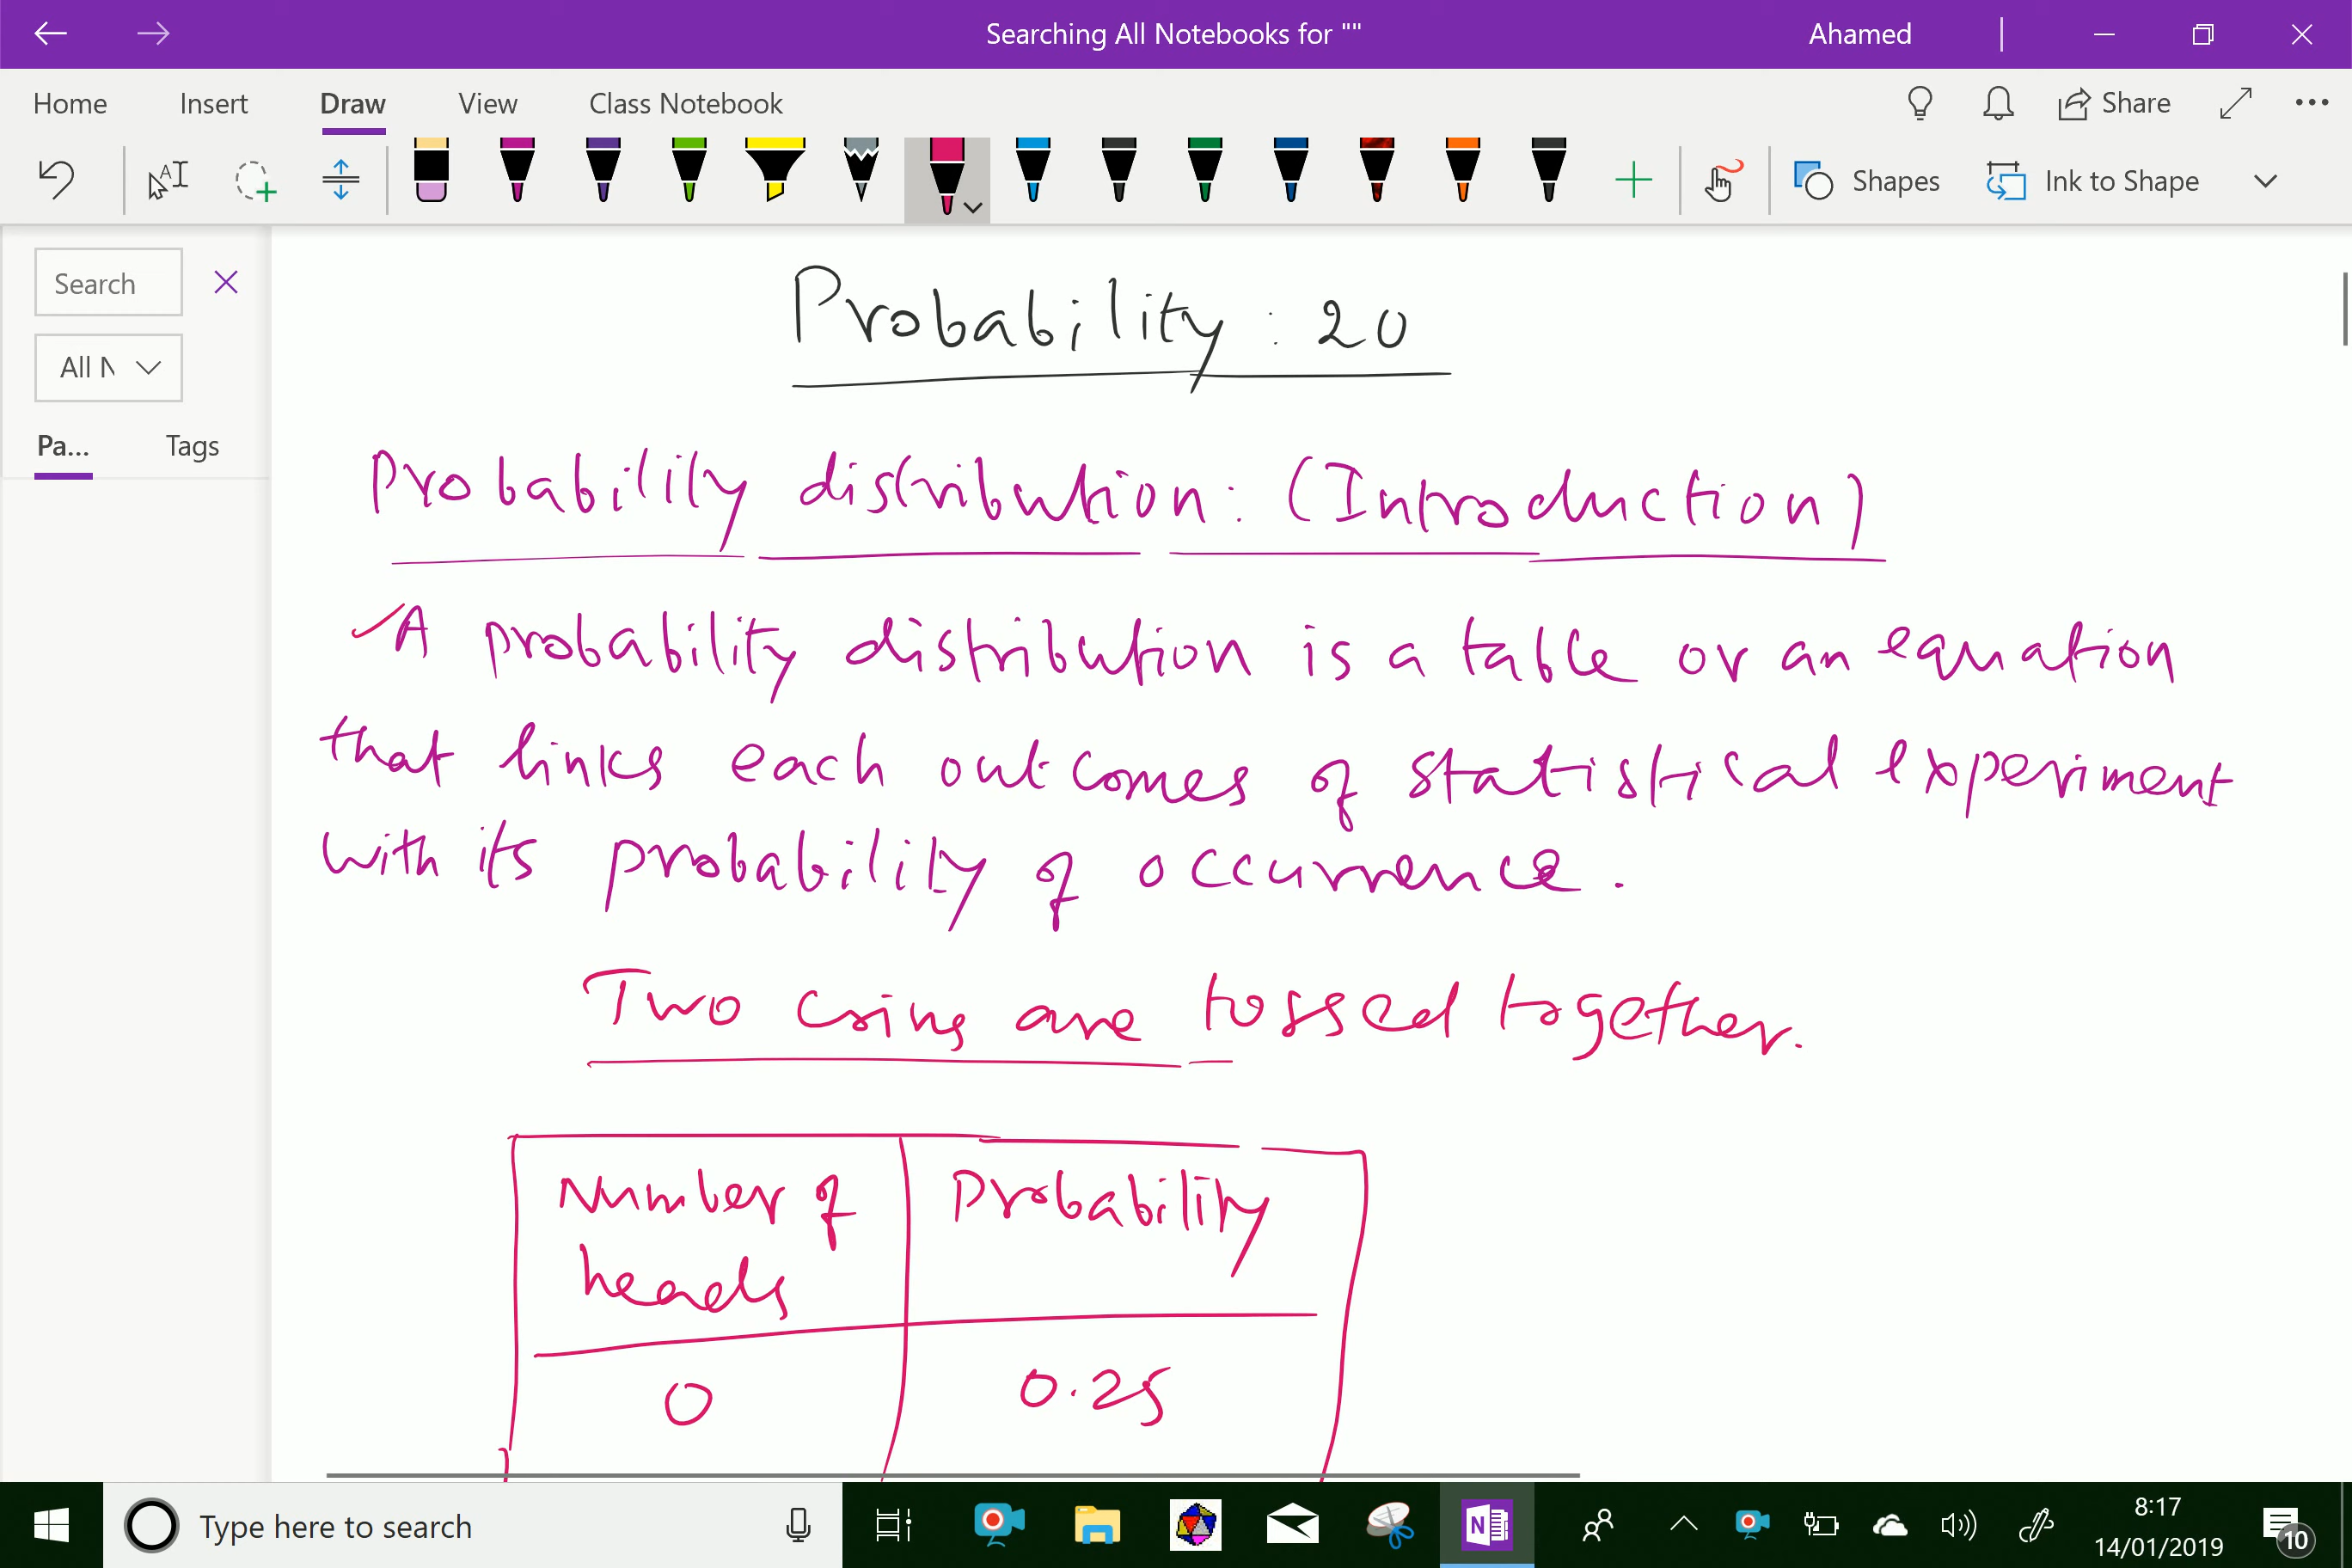 Searching All Notebooks for ""
Ahamed
Home Insert Draw View Class Notebook
Share
Shapes
Ink to Shape
Search
All N
Pa... Tags
Probability : 20
Probability distribution : (Introduction)
A probability distribution is a table or an equation
that links each outcomes of statistical experiment
with its probability of occurrence.
Two coins are tossed together.
Number of Probability
heads
0 0.25
Type here to search
8:17
14/01/2019
10